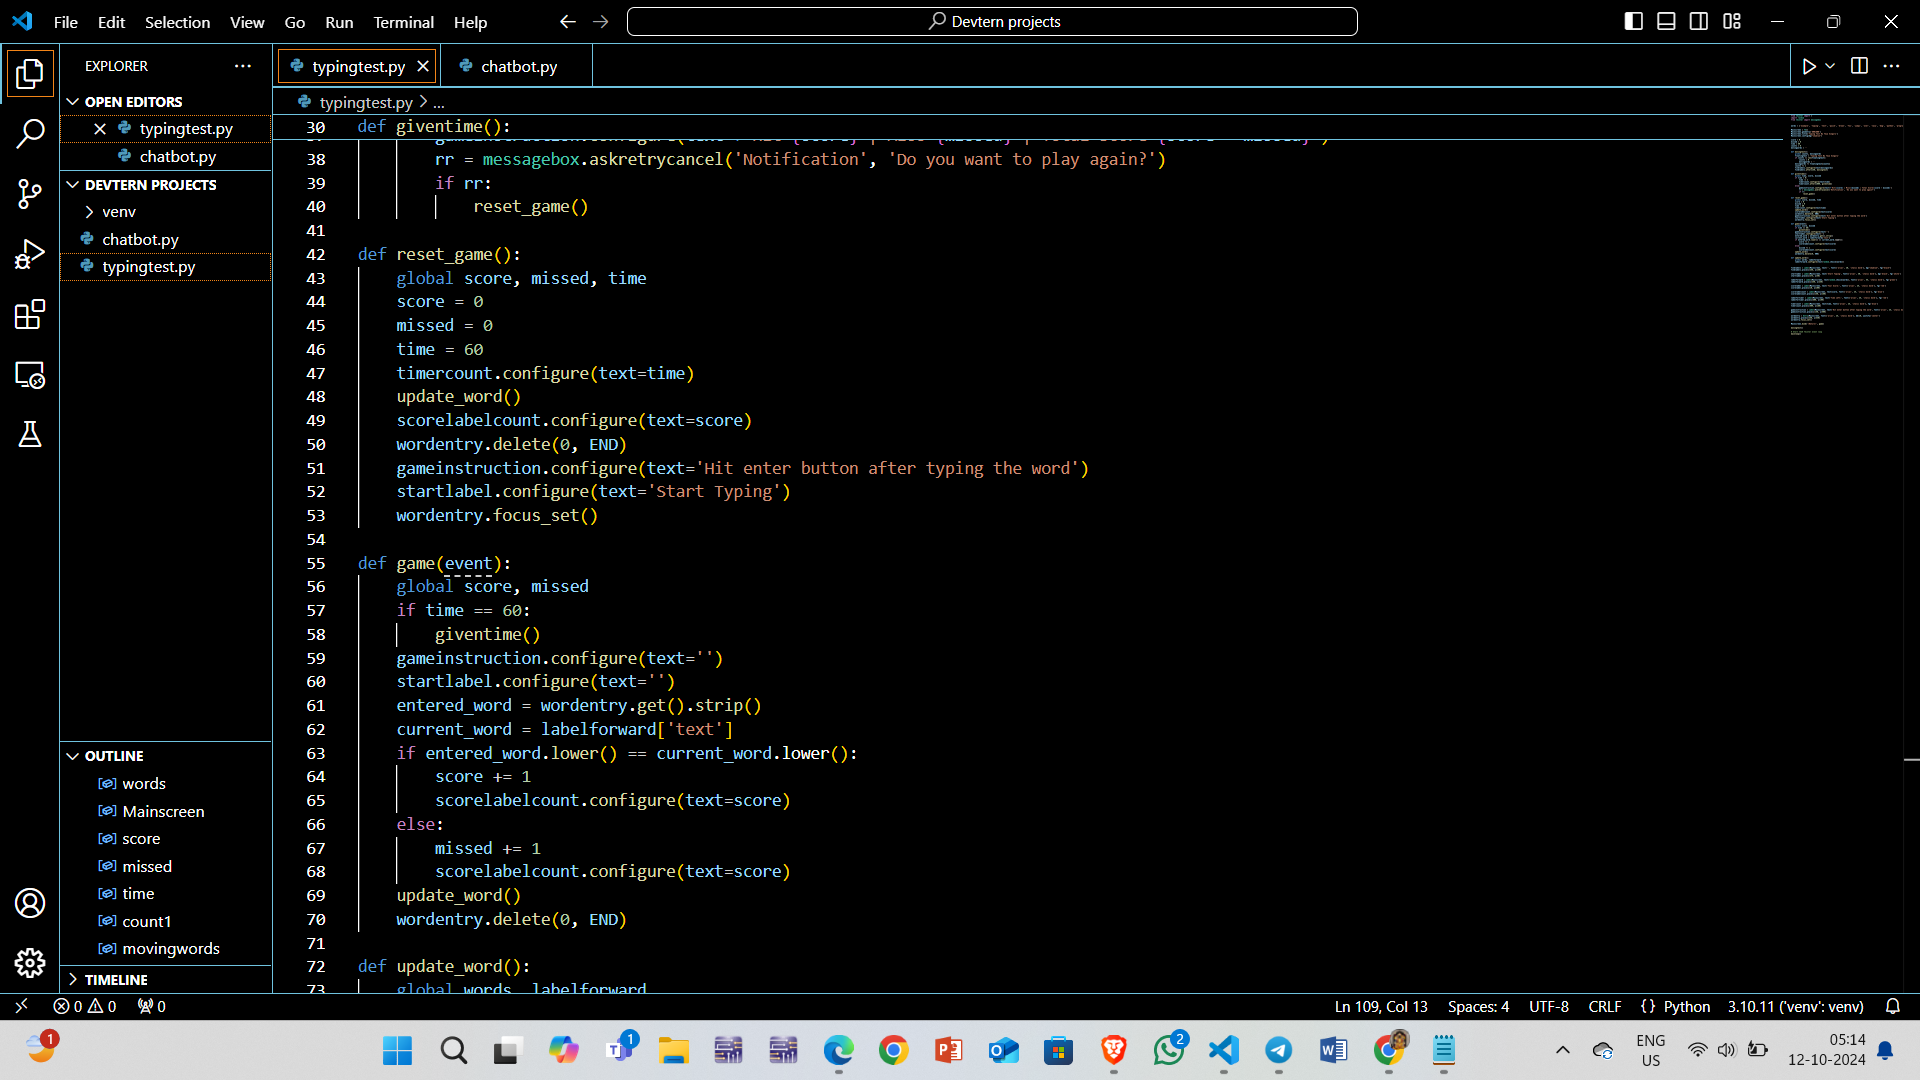 File Edit Selection View Go Run Terminal Help
Devtern projects
EXPLORER
OPEN EDITORS
typingtest.py
chatbot.py
DEVTERN PROJECTS
venv
chatbot.py
typingtest.py
OUTLINE
words
Mainscreen
score
missed
time
count1
movingwords
TIMELINE
typingtest.py
chatbot.py
typingtest.py > ...
30 def giventime():
38 rr = messagebox.askretrycancel('Notification', 'Do you want to play again?')
39 if rr:
40 reset_game()
41
42 def reset_game():
43 global score, missed, time
44 score = 0
45 missed = 0
46 time = 60
47 timercount.configure(text=time)
48 update_word()
49 scorelabelcount.configure(text=score)
50 wordentry.delete(0, END)
51 gameinstruction.configure(text='Hit enter button after typing the word')
52 startlabel.configure(text='Start Typing')
53 wordentry.focus_set()
54
55 def game(event):
56 global score, missed
57 if time == 60:
58 giventime()
59 gameinstruction.configure(text='')
60 startlabel.configure(text='')
61 entered_word = wordentry.get().strip()
62 current_word = labelforward['text']
63 if entered_word.lower() == current_word.lower():
64 score += 1
65 scorelabelcount.configure(text=score)
66 else:
67 missed += 1
68 scorelabelcount.configure(text=score)
69 update_word()
70 wordentry.delete(0, END)
71
72 def update_word():
73 global words, labelforward
0 0 0
Ln 109, Col 13 Spaces: 4 UTF-8 CRLF {} Python 3.10.11 ('venv': venv)
1
1
2
ENG
US
05:14
12-10-2024